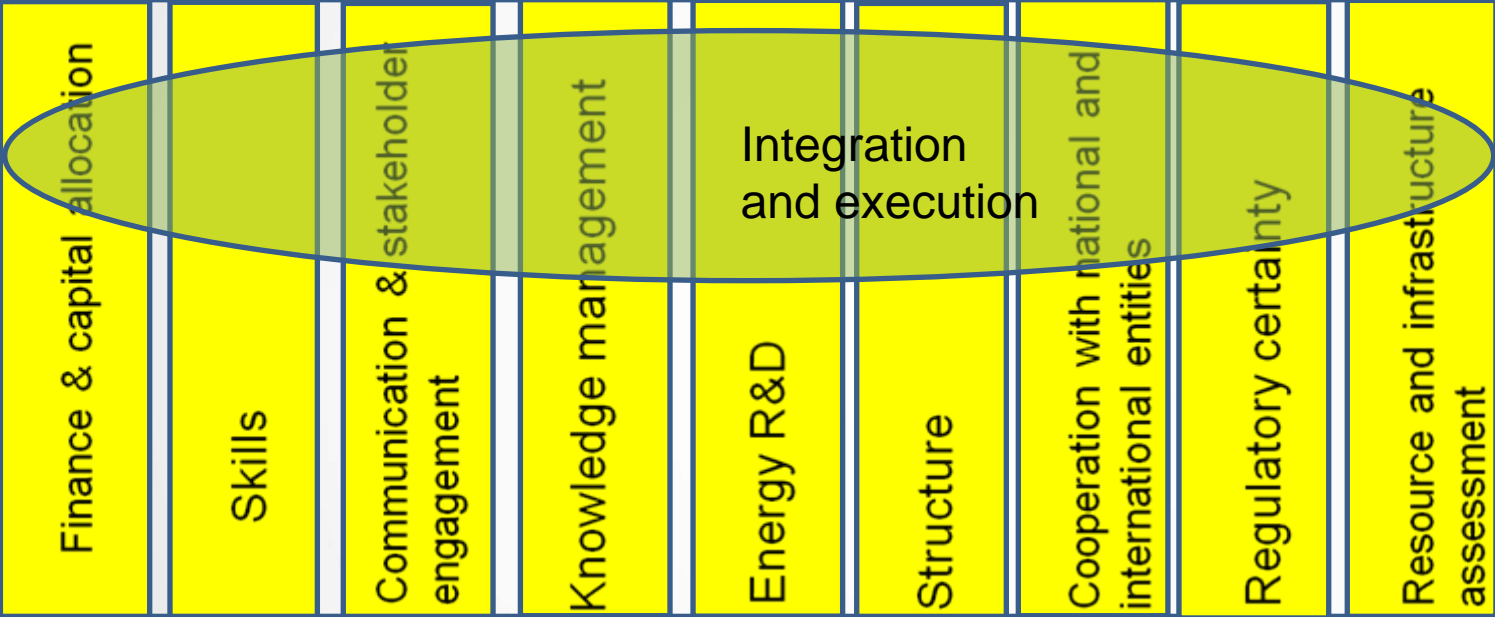 Finance & capital allocation
Skills
Communication & stakeholder
engagement
Knowledge management
Energy R&D
Structure
Cooperation with national and
international entities
Regulatory certainty
Resource and infrastructure
assessment
Integration
and execution